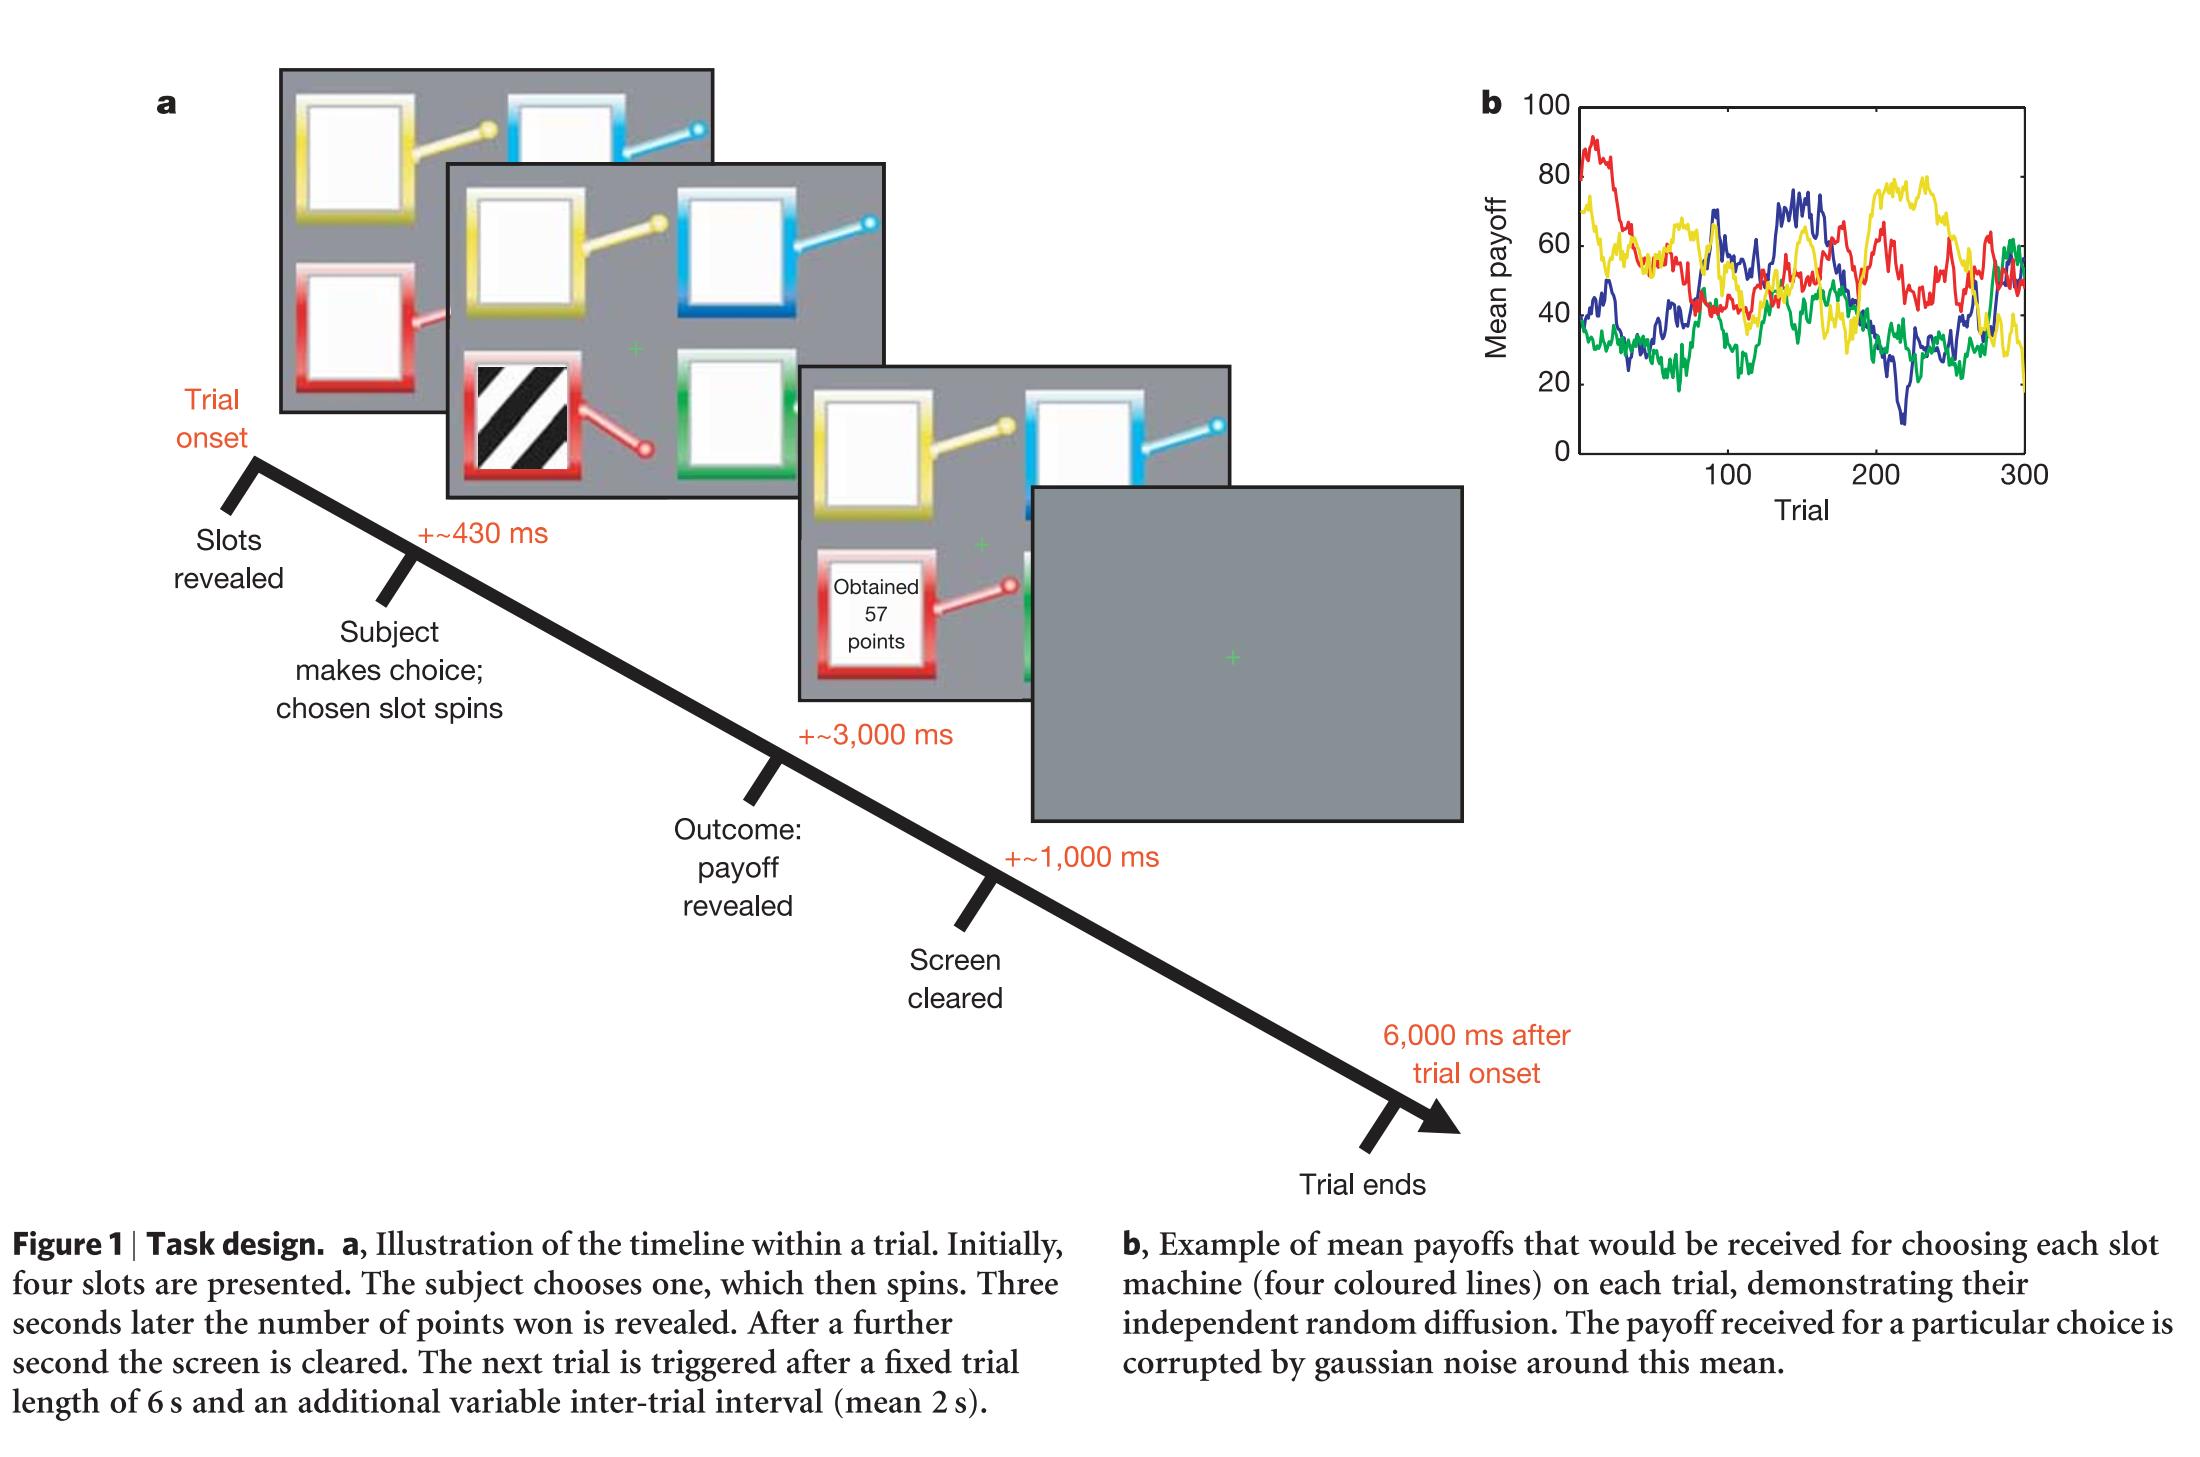 a
Trial
onset
Slots
revealed
+~430 ms
Subject
makes choice;
chosen slot spins
Obtained
57
points
+~3,000 ms
Outcome:
payoff
revealed
+~1,000 ms
Screen
cleared
6,000 ms after
trial onset
Trial ends
b
Mean payoff
100
80
60
40
20
0
100 200 300
Trial
Figure 1 | Task design. a, Illustration of the timeline within a trial. Initially,
four slots are presented. The subject chooses one, which then spins. Three
seconds later the number of points won is revealed. After a further
second the screen is cleared. The next trial is triggered after a fixed trial
length of 6 s and an additional variable inter-trial interval (mean 2 s).
b, Example of mean payoffs that would be received for choosing each slot
machine (four coloured lines) on each trial, demonstrating their
independent random diffusion. The payoff received for a particular choice is
corrupted by gaussian noise around this mean.